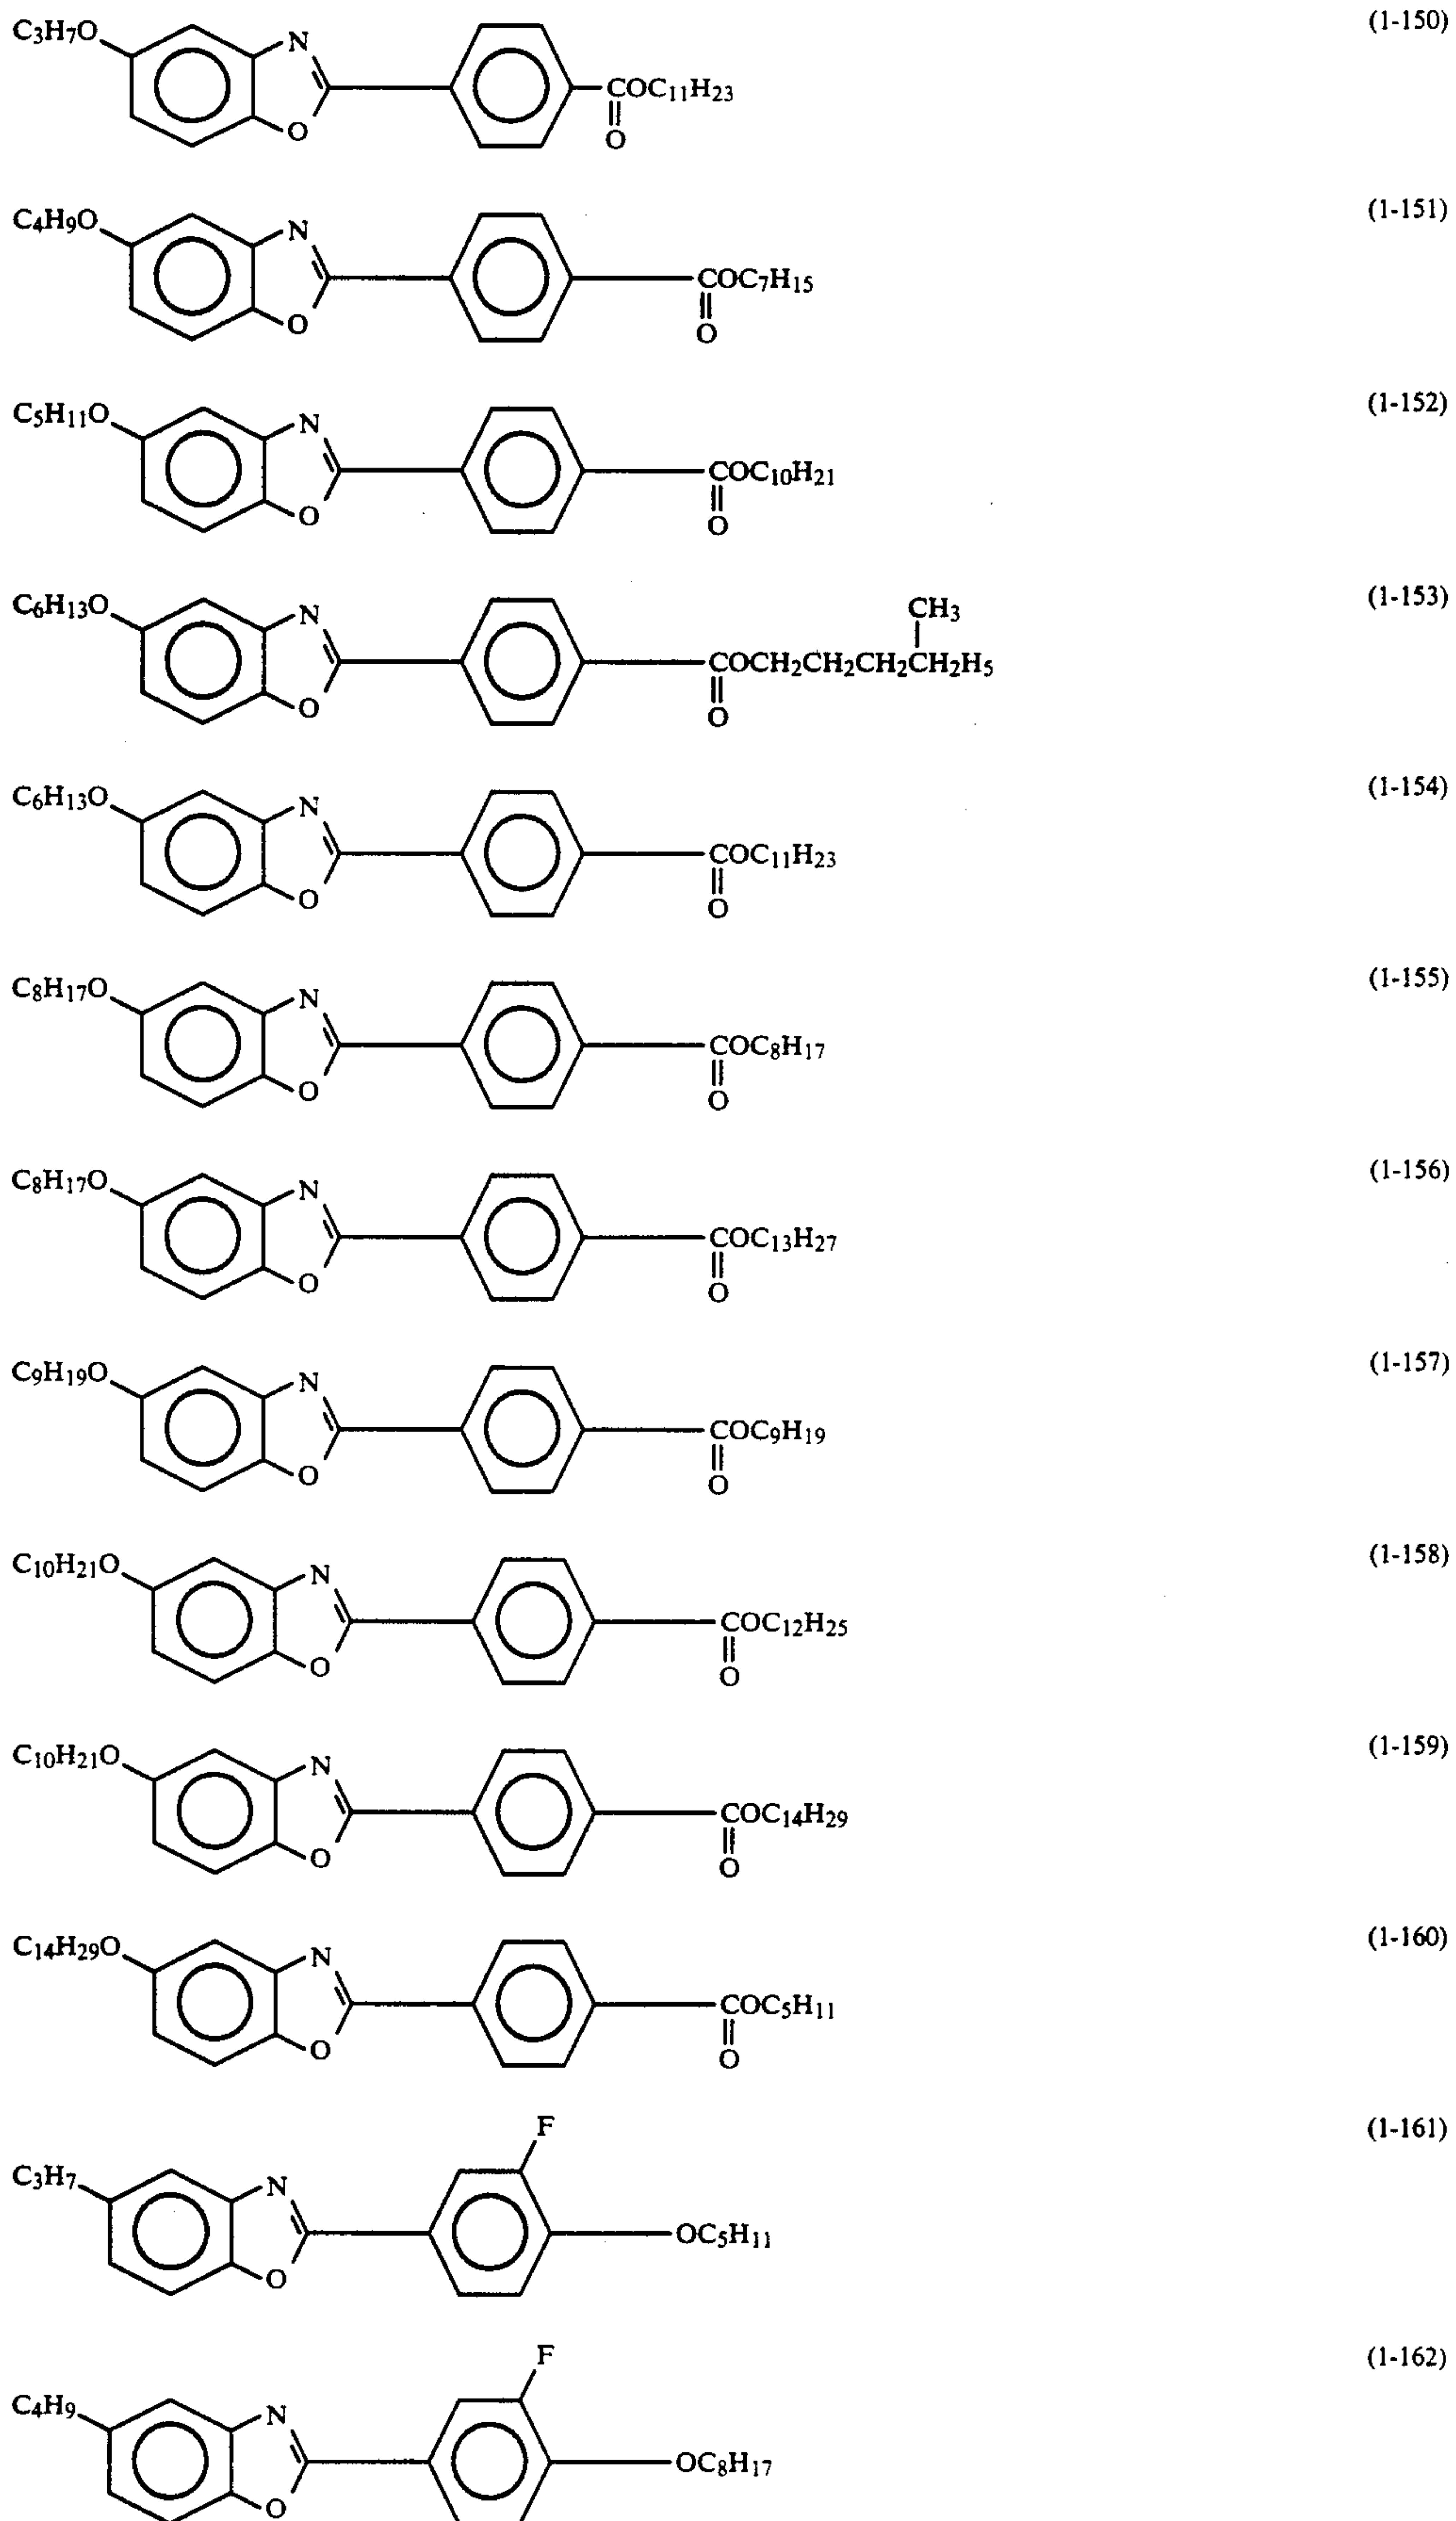 C3H7O N COC11H23 (1-150)
O O
C4H9O N COC7H15 (1-151)
O O
C5H11O N COC10H21 (1-152)
O O
CH3 (1-153)
C6H13O N COCH2CH2CH2CH2H5
O O
C6H13O N COC11H23 (1-154)
O O
C8H17O N COC8H17 (1-155)
O O
C8H17O N COC13H27 (1-156)
O O
C9H19O N COC9H19 (1-157)
O O
C10H21O N COC12H25 (1-158)
O O
C10H21O N COC14H29 (1-159)
O O
C14H29O N COC5H11 (1-160)
O O
F (1-161)
C3H7 N OC5H11
O
F (1-162)
C4H9 N OC8H17
O